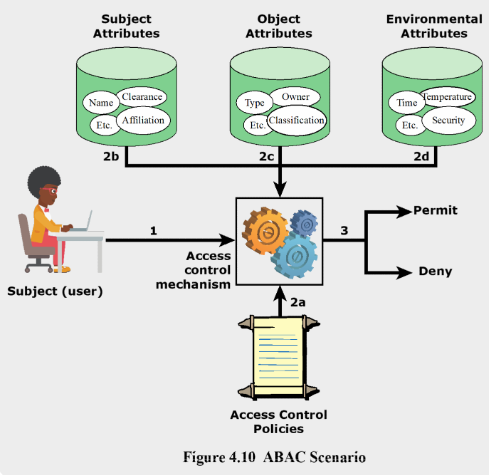 Subject
Attributes
Object
Attributes
Environmental
Attributes
Name
Clearance
Etc.
Affiliation
Type
Owner
Etc.
Classification
Time
Temperature
Etc.
Security
2b
2c
2d
1
3
Permit
Deny
Access
control
mechanism
Subject (user)
2a
Access Control
Policies
Figure 4.10 ABAC Scenario